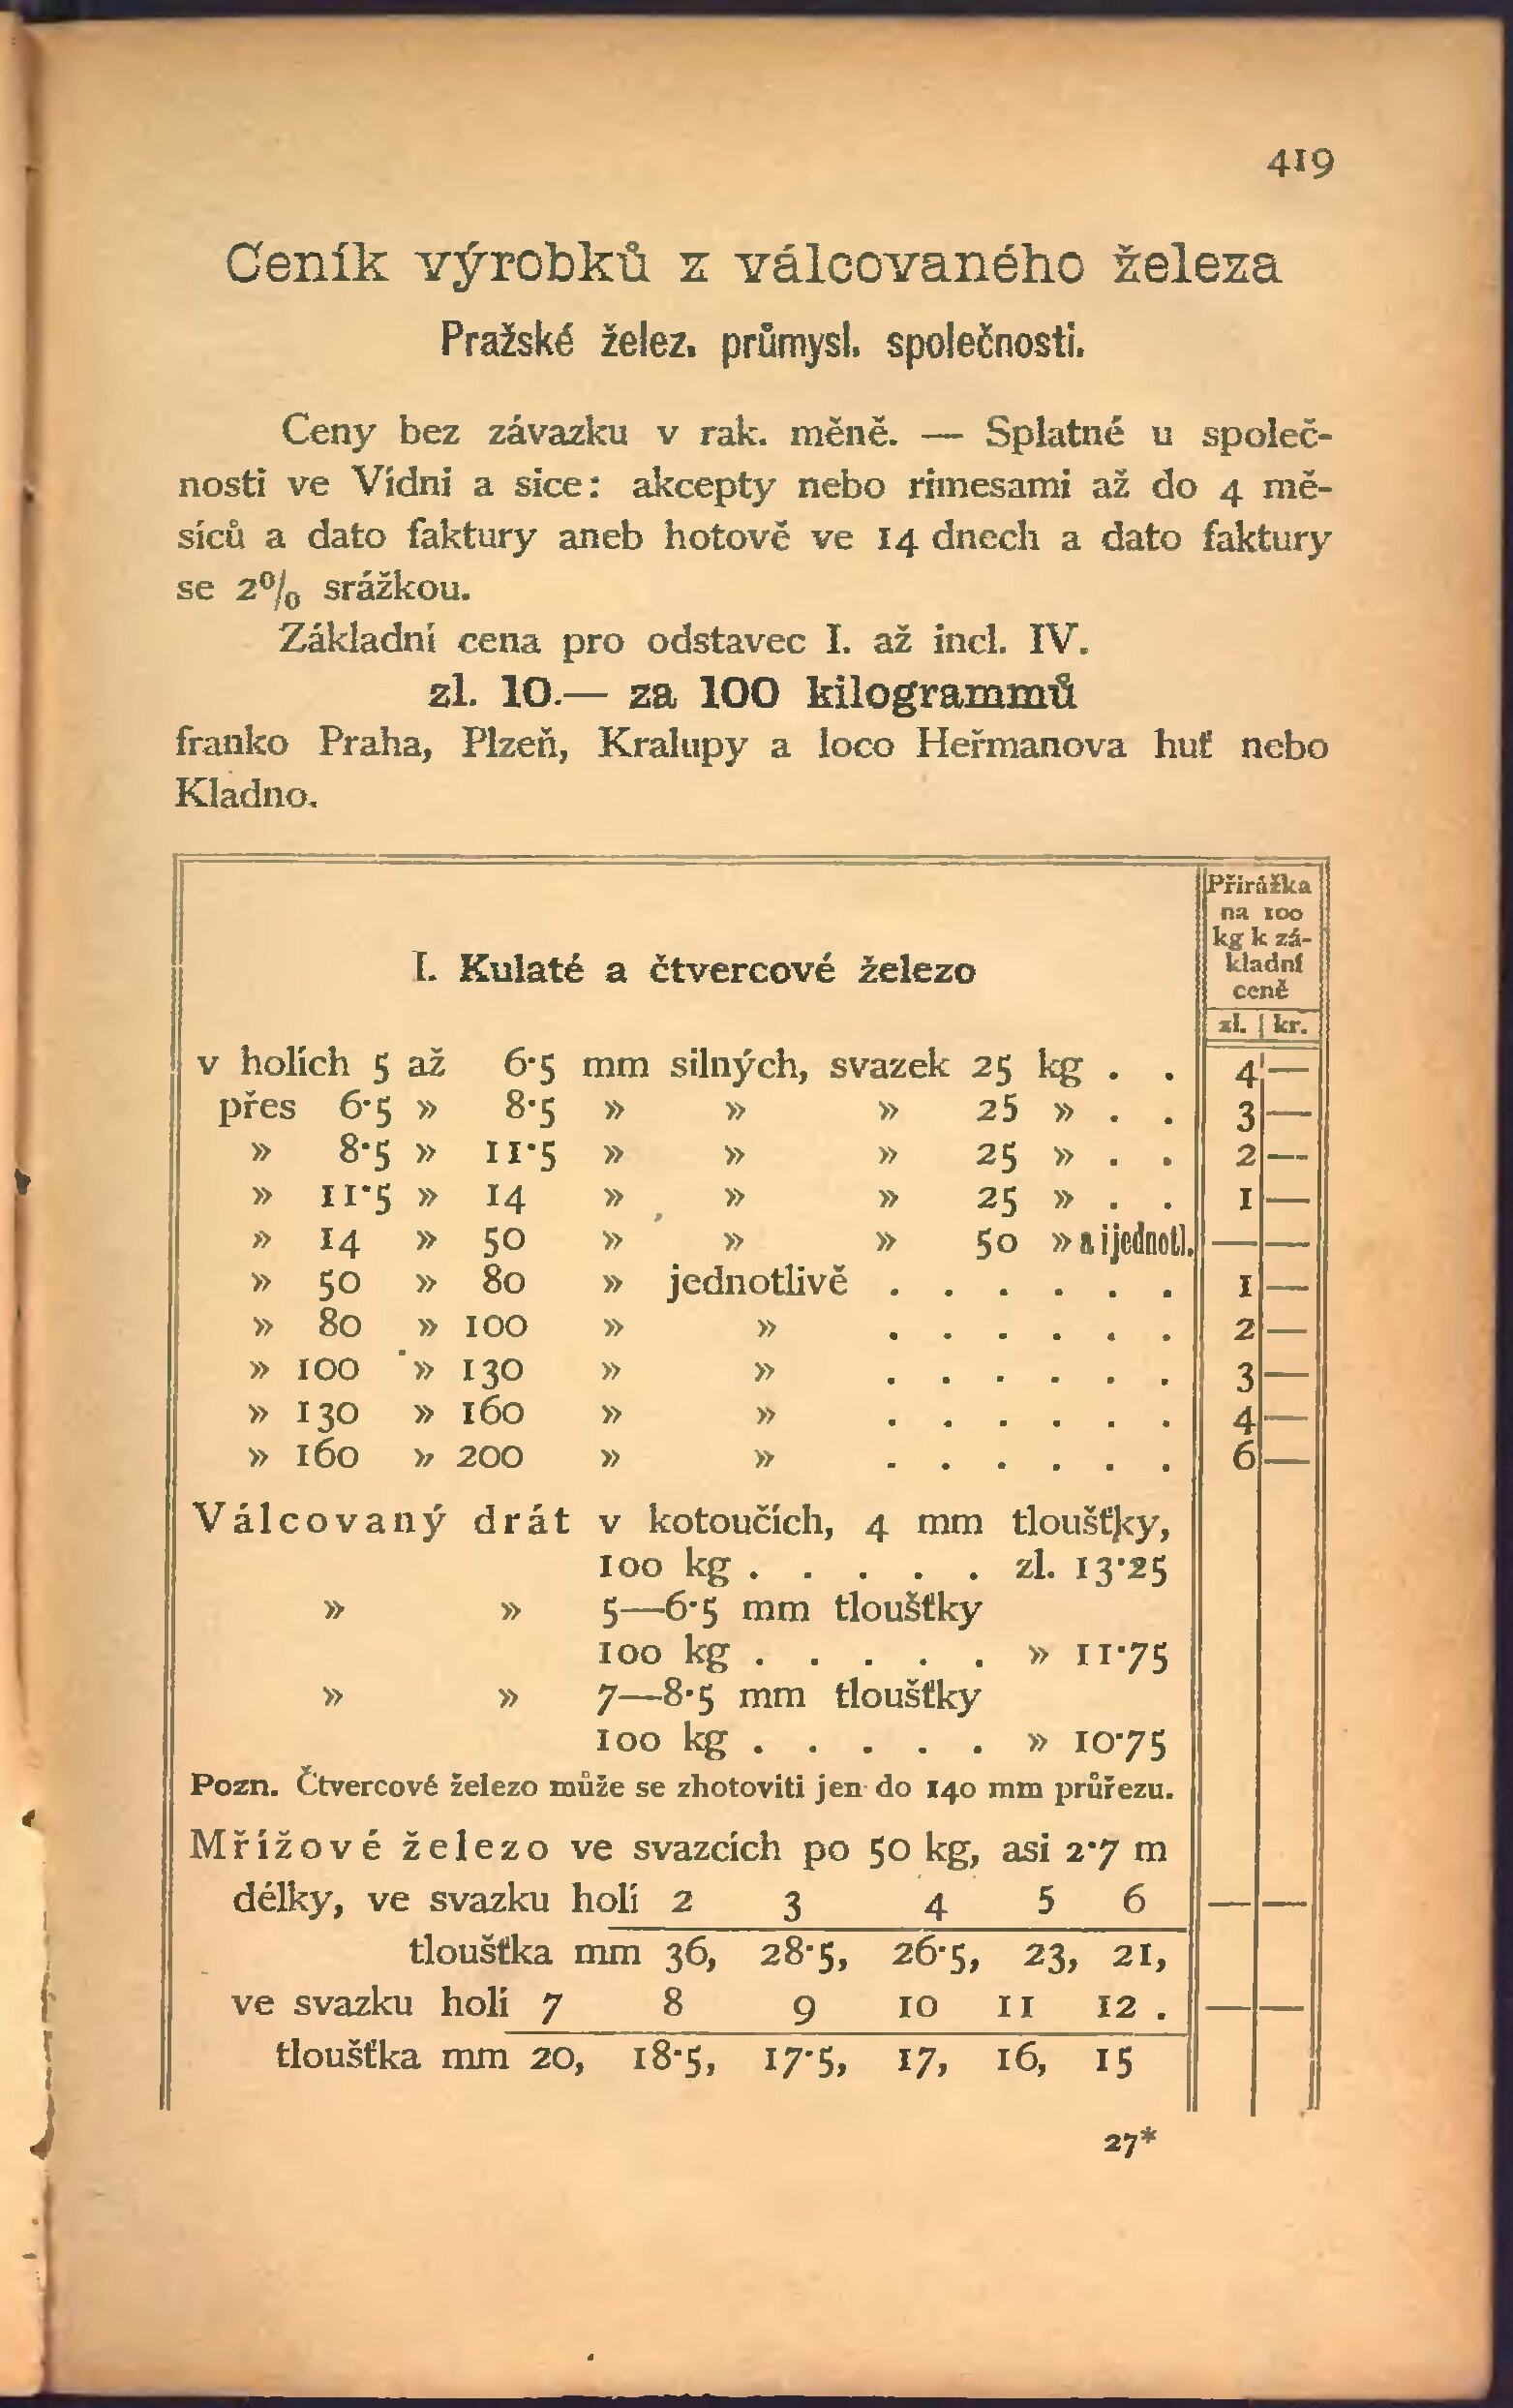 419
Ceník výrobků z válcovaného železa
Pražské želez. průmysl. společnosti.
Ceny bez závazku v rak. měně. — Splatné u společ-
nosti ve Vídni a sice: akcepty nebo rimesami až do 4 mě-
síců a dato faktury aneb hotově ve 14 dnech a dato faktury
se 2% srážkou.
Základní cena pro odstavec I. až incl. IV.
zl. 10.— za 100 kilogrammů
franko Praha, Plzeň, Kralupy a loco Heřmanova huť nebo
Kladno.
I. Kulaté a čtvercové železo
Přirážka
na 100
kg k zá-
kladní
ceně
zl. | kr.
v holích 5 až 6·5 mm silných, svazek 25 kg . . 4 —
přes 6·5 » 8·5 » » » 25 » . . 3 —
» 8·5 » 11·5 » » » 25 » . . 2 —
» 11·5 » 14 » » » 25 » . . 1 —
» 14 » 50 » » » 50 » a i jednotl. — —
» 50 » 80 » jednotlivě . . . . . . 1 —
» 80 » 100 » » . . . . . . 2 —
» 100 » 130 » » . . . . . . 3 —
» 130 » 160 » » . . . . . . 4 —
» 160 » 200 » » . . . . . . 6 —
Válcovaný drát v kotoučích, 4 mm tloušťky,
100 kg . . . . . zl. 13·25
» » 5—6·5 mm tloušťky
100 kg . . . . . » 11·75
» » 7—8·5 mm tloušťky
100 kg . . . . . » 10·75
Pozn. Čtvercové železo může se zhotoviti jen do 140 mm průřezu.
Mřížové železo ve svazcích po 50 kg, asi 2·7 m
délky, ve svazku holí 2 3 4 5 6 — —
tloušťka mm 36, 28·5, 26·5, 23, 21,
ve svazku holí 7 8 9 10 11 12 . — —
tloušťka mm 20, 18·5, 17·5, 17, 16, 15
27*